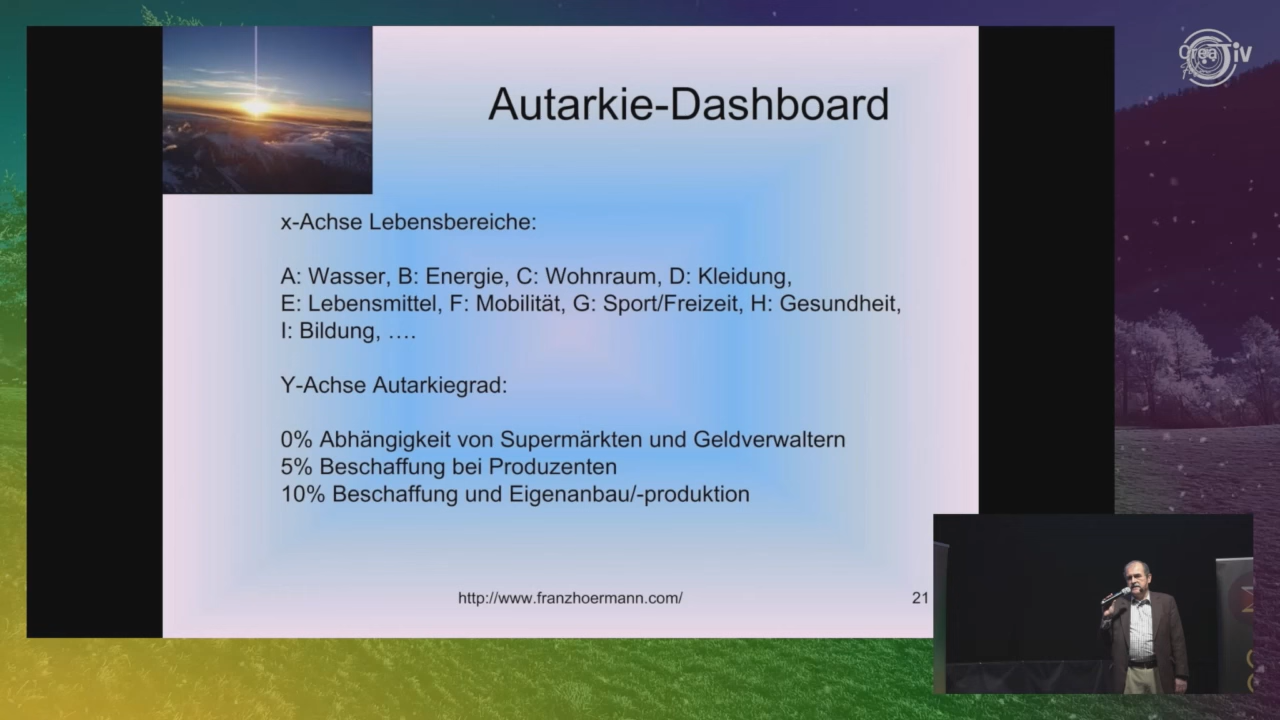 CreaTiv
Autarkie-Dashboard
x-Achse Lebensbereiche:
A: Wasser, B: Energie, C: Wohnraum, D: Kleidung,
E: Lebensmittel, F: Mobilität, G: Sport/Freizeit, H: Gesundheit,
I: Bildung, ….
Y-Achse Autarkiegrad:
0% Abhängigkeit von Supermärkten und Geldverwaltern
5% Beschaffung bei Produzenten
10% Beschaffung und Eigenanbau/-produktion
http://www.franzhoermann.com/
21